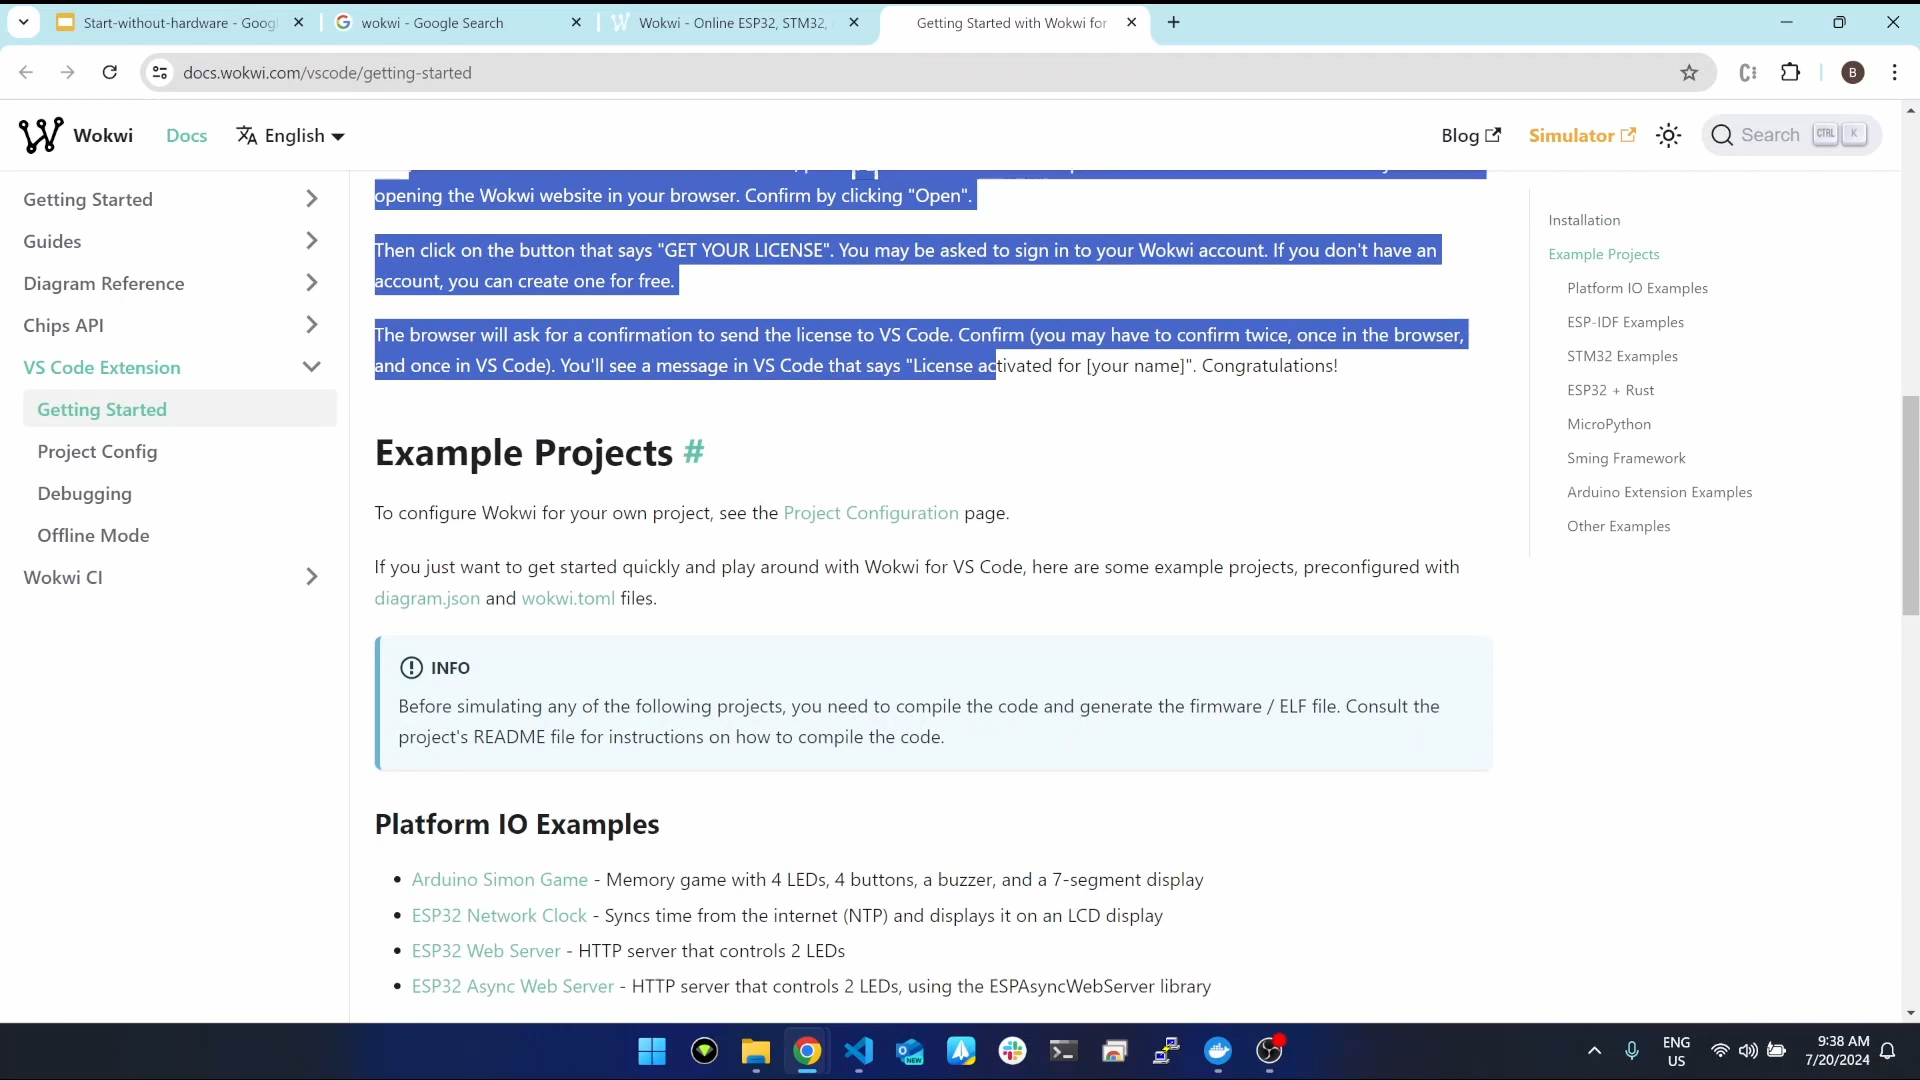 Start-without-hardware - Goog
wokwi - Google Search
Wokwi - Online ESP32, STM32,
Getting Started with Wokwi for
docs.wokwi.com/vscode/getting-started
B
Wokwi
Docs
English
Blog
Simulator
Search CTRL K
Getting Started
Guides
Diagram Reference
Chips API
VS Code Extension
Getting Started
Project Config
Debugging
Offline Mode
Wokwi CI
opening the Wokwi website in your browser. Confirm by clicking "Open".
Then click on the button that says "GET YOUR LICENSE". You may be asked to sign in to your Wokwi account. If you don't have an
account, you can create one for free.
The browser will ask for a confirmation to send the license to VS Code. Confirm (you may have to confirm twice, once in the browser,
and once in VS Code). You'll see a message in VS Code that says "License activated for [your name]". Congratulations!
Example Projects #
To configure Wokwi for your own project, see the Project Configuration page.
If you just want to get started quickly and play around with Wokwi for VS Code, here are some example projects, preconfigured with
diagram.json and wokwi.toml files.
INFO
Before simulating any of the following projects, you need to compile the code and generate the firmware / ELF file. Consult the
project's README file for instructions on how to compile the code.
Platform IO Examples
Arduino Simon Game - Memory game with 4 LEDs, 4 buttons, a buzzer, and a 7-segment display
ESP32 Network Clock - Syncs time from the internet (NTP) and displays it on an LCD display
ESP32 Web Server - HTTP server that controls 2 LEDs
ESP32 Async Web Server - HTTP server that controls 2 LEDs, using the ESPAsyncWebServer library
Installation
Example Projects
Platform IO Examples
ESP-IDF Examples
STM32 Examples
ESP32 + Rust
MicroPython
Sming Framework
Arduino Extension Examples
Other Examples
NEW
ENG
US
9:38 AM
7/20/2024